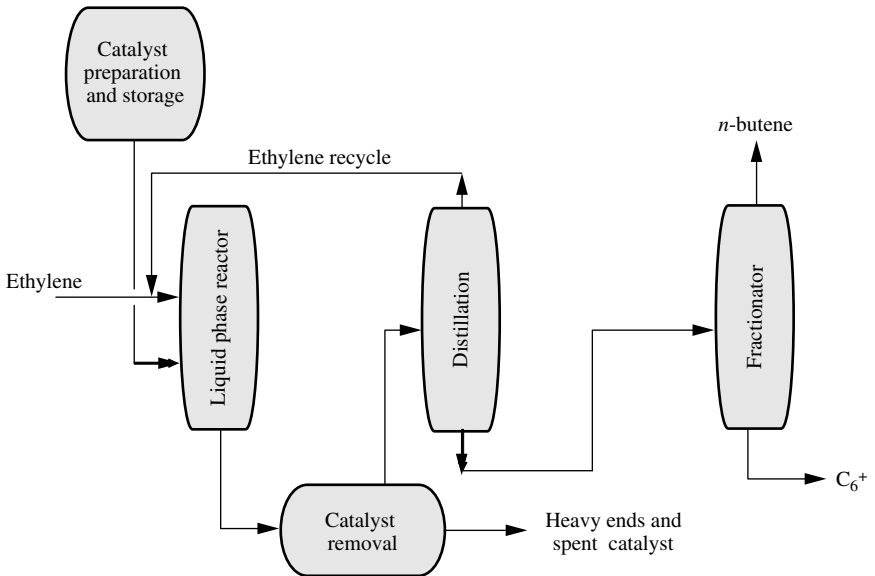 Catalyst
preparation
and storage
n-butene
Ethylene recycle
Ethylene
Liquid phase reactor
Distillation
Fractionator
C₆⁺
Catalyst
removal
Heavy ends and
spent catalyst